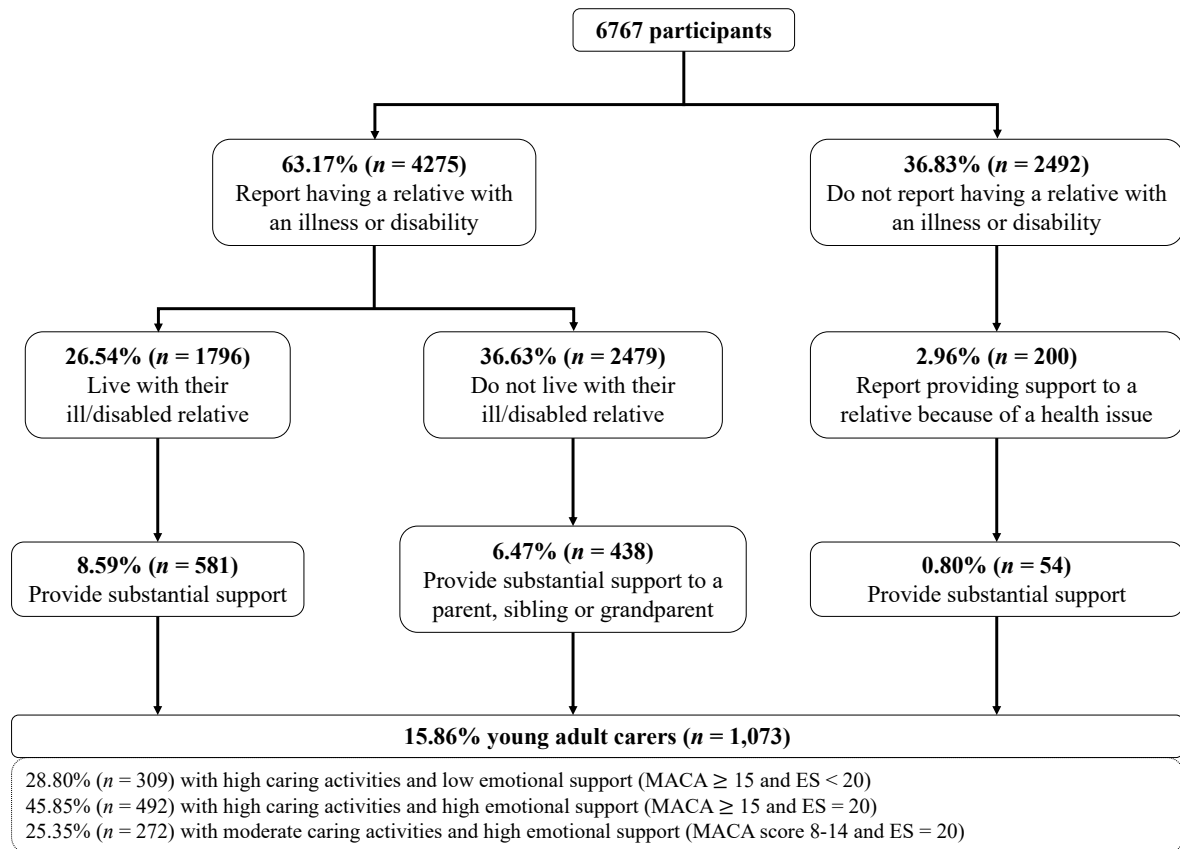 6767 participants
63.17% (n = 4275)
Report having a relative with
an illness or disability
36.83% (n = 2492)
Do not report having a relative with
an illness or disability
26.54% (n = 1796)
Live with their
ill/disabled relative
36.63% (n = 2479)
Do not live with their
ill/disabled relative
2.96% (n = 200)
Report providing support to a
relative because of a health issue
8.59% (n = 581)
Provide substantial support
6.47% (n = 438)
Provide substantial support to a
parent, sibling or grandparent
0.80% (n = 54)
Provide substantial support
15.86% young adult carers (n = 1,073)
28.80% (n = 309) with high caring activities and low emotional support (MACA ≥ 15 and ES < 20)
45.85% (n = 492) with high caring activities and high emotional support (MACA ≥ 15 and ES = 20)
25.35% (n = 272) with moderate caring activities and high emotional support (MACA score 8-14 and ES = 20)